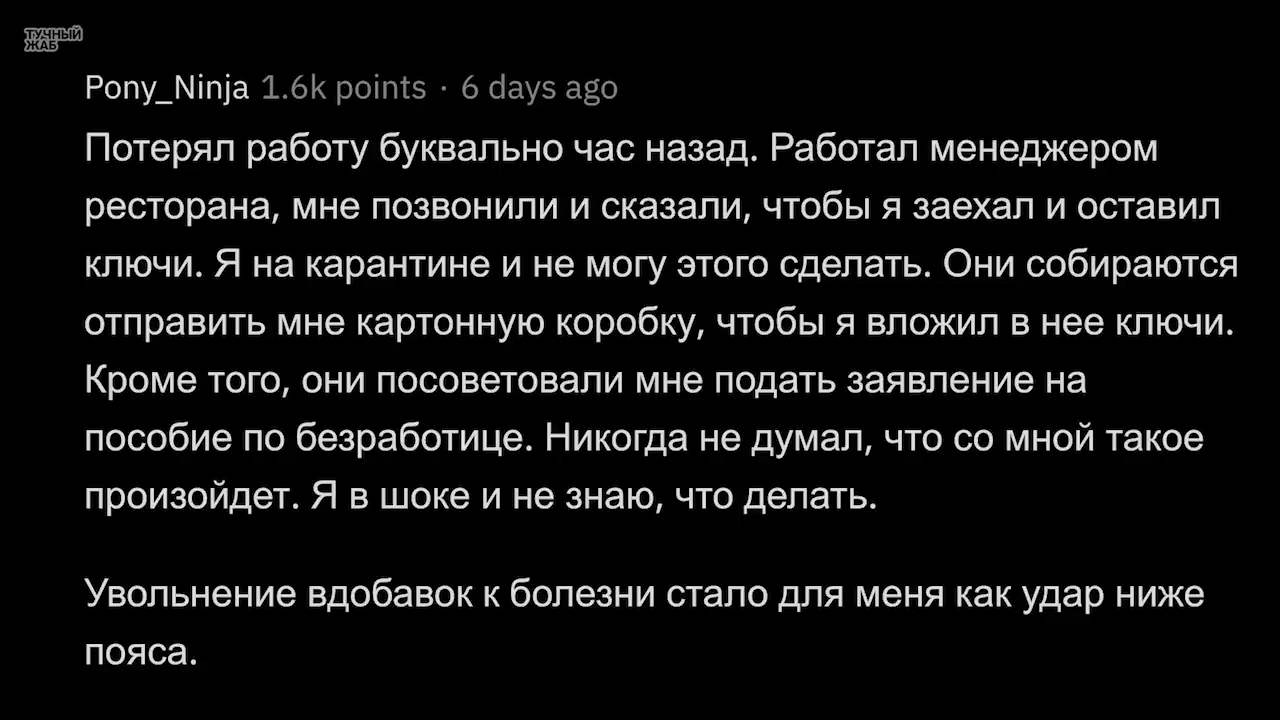 ТУЧНЫЙ
ЖАБ
Pony_Ninja 1.6k points · 6 days ago
Потерял работу буквально час назад. Работал менеджером
ресторана, мне позвонили и сказали, чтобы я заехал и оставил
ключи. Я на карантине и не могу этого сделать. Они собираются
отправить мне картонную коробку, чтобы я вложил в нее ключи.
Кроме того, они посоветовали мне подать заявление на
пособие по безработице. Никогда не думал, что со мной такое
произойдет. Я в шоке и не знаю, что делать.
Увольнение вдобавок к болезни стало для меня как удар ниже
пояса.